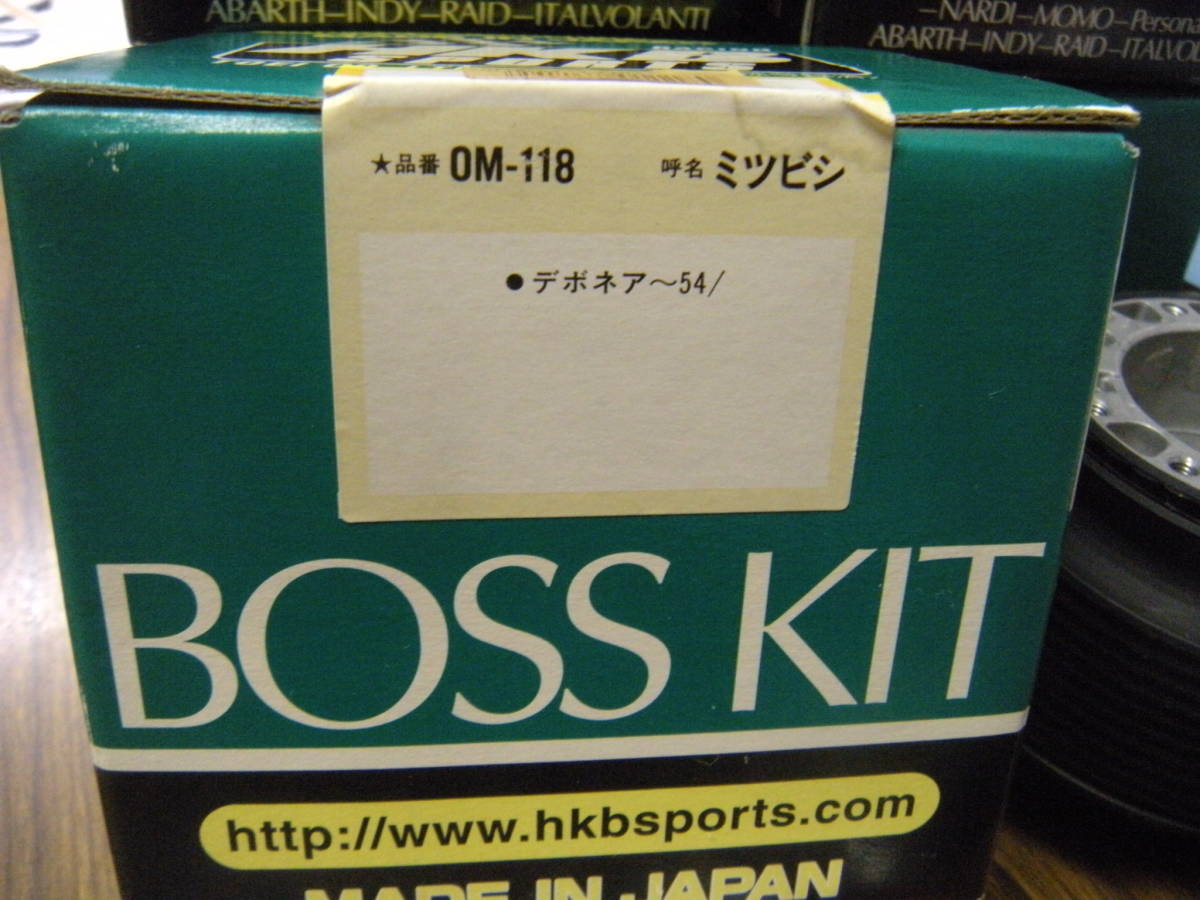 ABARTH–INDY–RAID–ITALVOLANTI
–NARDI–MOMO–Persona
ABARTH–INDY–RAID–ITALVOL
SPORTS
★品番 OM-118 呼名 ミツビシ
●デボネア〜54/
BOSS KIT
http://www.hkbsports.com
MADE IN JAPAN